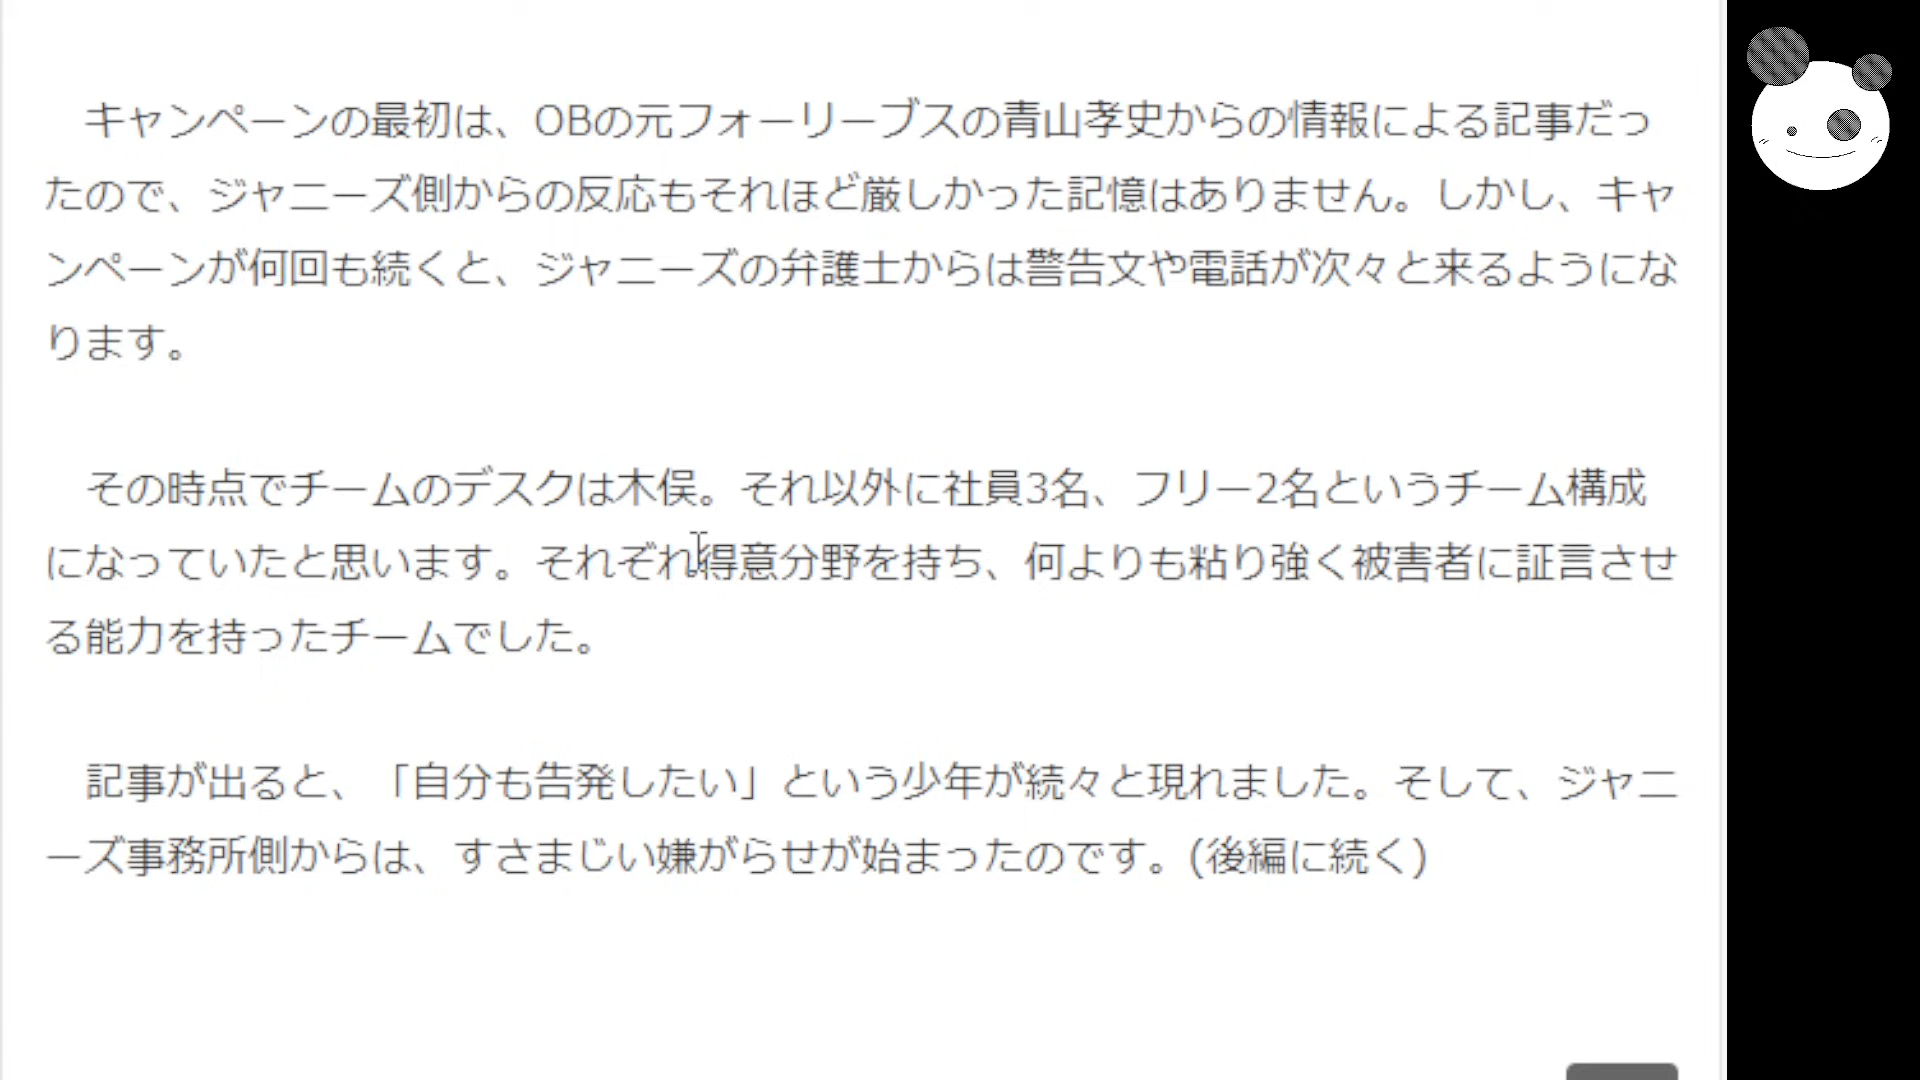 キャンペーンの最初は、OBの元フォーリーブスの青山孝史からの情報による記事だっ
たので、ジャニーズ側からの反応もそれほど厳しかった記憶はありません。しかし、キャ
ンペーンが何回も続くと、ジャニーズの弁護士からは警告文や電話が次々と来るようにな
ります。
その時点でチームのデスクは木俣。それ以外に社員3名、フリー2名というチーム構成
になっていたと思います。それぞれ得意分野を持ち、何よりも粘り強く被害者に証言させ
る能力を持ったチームでした。
記事が出ると、「自分も告発したい」という少年が続々と現れました。そして、ジャニ
ーズ事務所側からは、すさまじい嫌がらせが始まったのです。(後編に続く)